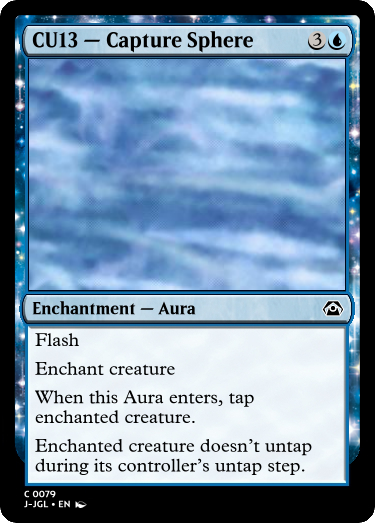 CU13 — Capture Sphere 3
Enchantment — Aura
Flash
Enchant creature
When this Aura enters, tap
enchanted creature.
Enchanted creature doesn't untap
during its controller's untap step.
C 0079
J-JGL • EN